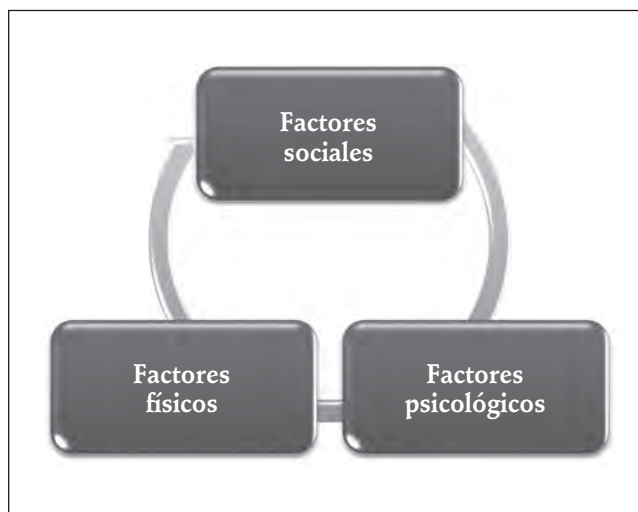 Factores
sociales
Factores
físicos
Factores
psicológicos